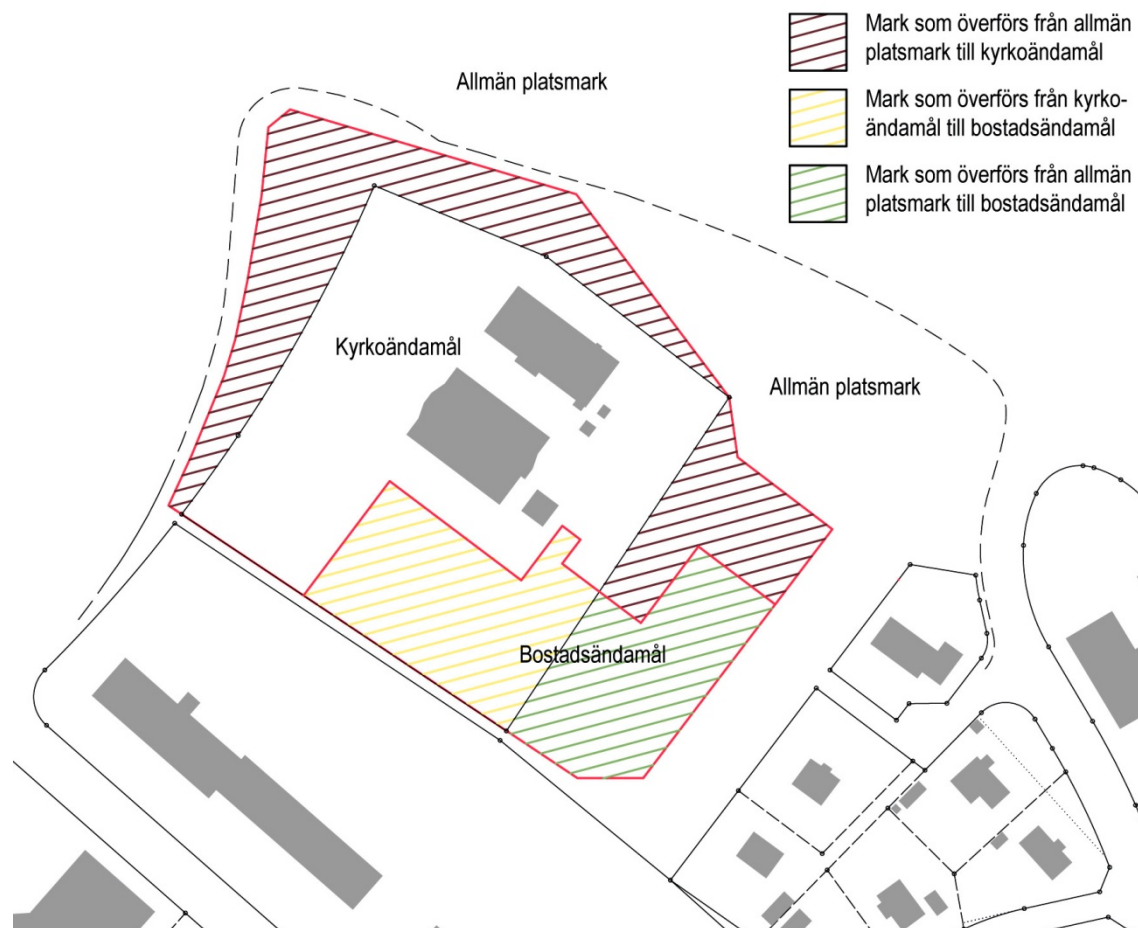 Mark som överförs från allmän
platsmark till kyrkoändamål
Allmän platsmark
Mark som överförs från kyrko-
ändamål till bostadsändamål
Mark som överförs från allmän
platsmark till bostadsändamål
Kyrkoändamål
Allmän platsmark
Bostadsändamål